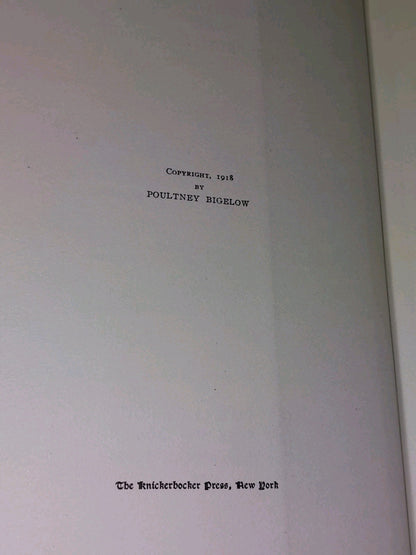 Copyright, 1918
BY
POULTNEY BIGELOW
The Knickerbocker Press, New York